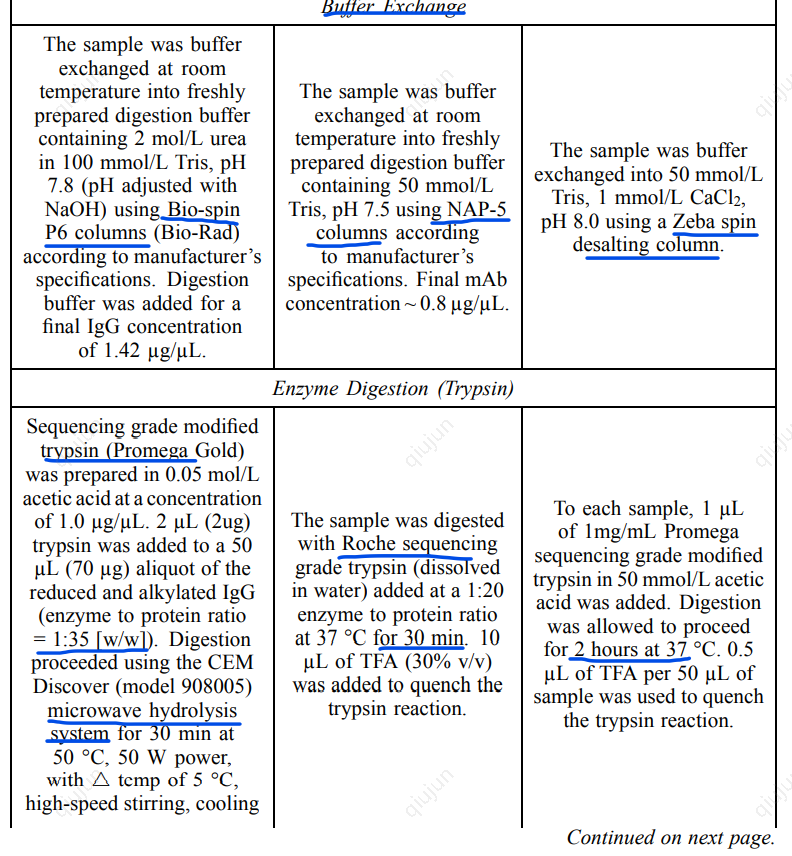 Buffer Exchange
The sample was buffer
exchanged at room
temperature into freshly
prepared digestion buffer
containing 2 mol/L urea
in 100 mmol/L Tris, pH
7.8 (pH adjusted with
NaOH) using Bio-spin
P6 columns (Bio-Rad)
according to manufacturer’s
specifications. Digestion
buffer was added for a
final IgG concentration
of 1.42 µg/µL.
The sample was buffer
exchanged at room
temperature into freshly
prepared digestion buffer
containing 50 mmol/L
Tris, pH 7.5 using NAP-5
columns according
to manufacturer’s
specifications. Final mAb
concentration ~ 0.8 µg/µL.
The sample was buffer
exchanged into 50 mmol/L
Tris, 1 mmol/L CaCl₂,
pH 8.0 using a Zeba spin
desalting column.
Enzyme Digestion (Trypsin)
Sequencing grade modified
trypsin (Promega Gold)
was prepared in 0.05 mol/L
acetic acid at a concentration
of 1.0 µg/µL. 2 µL (2ug)
trypsin was added to a 50
µL (70 µg) aliquot of the
reduced and alkylated IgG
(enzyme to protein ratio
= 1:35 [w/w]). Digestion
proceeded using the CEM
Discover (model 908005)
microwave hydrolysis
system for 30 min at
50 °C, 50 W power,
with △ temp of 5 °C,
high-speed stirring, cooling
The sample was digested
with Roche sequencing
grade trypsin (dissolved
in water) added at a 1:20
enzyme to protein ratio
at 37 °C for 30 min. 10
µL of TFA (30% v/v)
was added to quench the
trypsin reaction.
To each sample, 1 µL
of 1mg/mL Promega
sequencing grade modified
trypsin in 50 mmol/L acetic
acid was added. Digestion
was allowed to proceed
for 2 hours at 37 °C. 0.5
µL of TFA per 50 µL of
sample was used to quench
the trypsin reaction.
Continued on next page.
qiujun
qiujun
qiujun
qiujun
qiujun